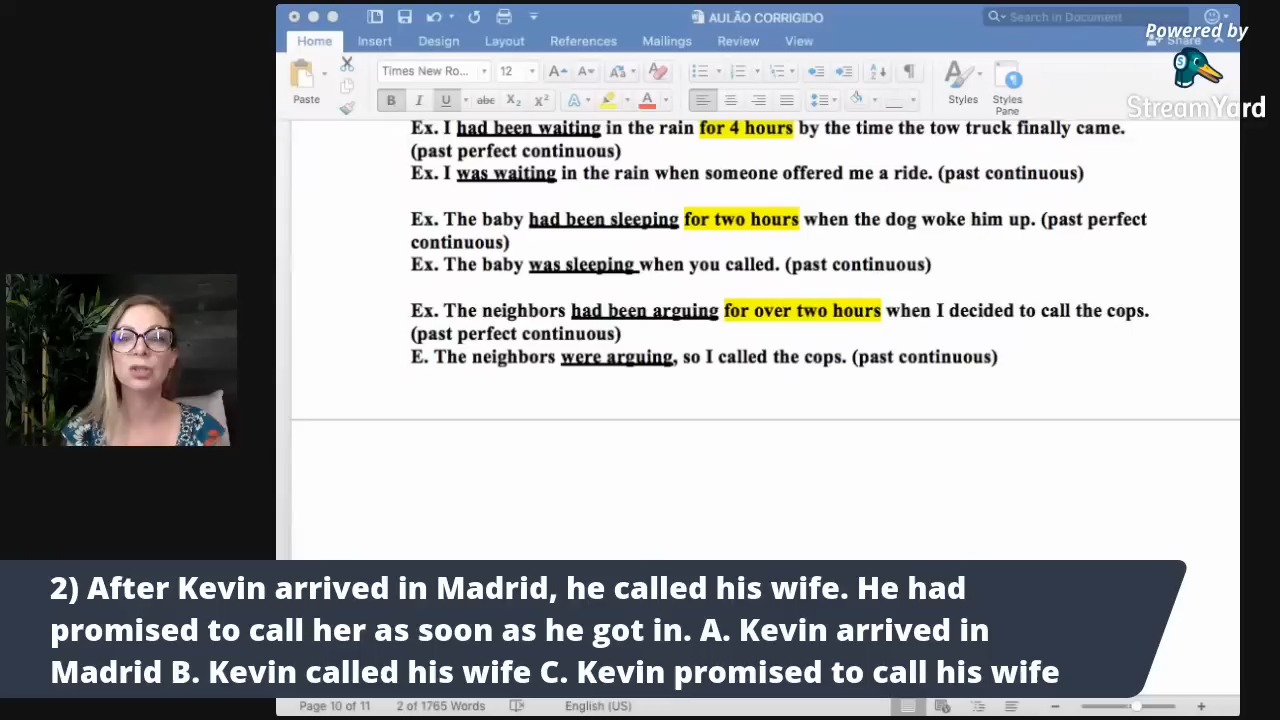 AULÃO CORRIGIDO
Search in Document
Powered by
Home Insert Design Layout References Mailings Review View
Share
StreamYard
Times New Ro... 12
Paste
B I U abc X₂ X²
Styles Styles Pane
Ex. I had been waiting in the rain for 4 hours by the time the tow truck finally came.
(past perfect continuous)
Ex. I was waiting in the rain when someone offered me a ride. (past continuous)
Ex. The baby had been sleeping for two hours when the dog woke him up. (past perfect
continuous)
Ex. The baby was sleeping when you called. (past continuous)
Ex. The neighbors had been arguing for over two hours when I decided to call the cops.
(past perfect continuous)
E. The neighbors were arguing, so I called the cops. (past continuous)
2) After Kevin arrived in Madrid, he called his wife. He had
promised to call her as soon as he got in. A. Kevin arrived in
Madrid B. Kevin called his wife C. Kevin promised to call his wife
Page 10 of 11 2 of 1765 Words English (US)